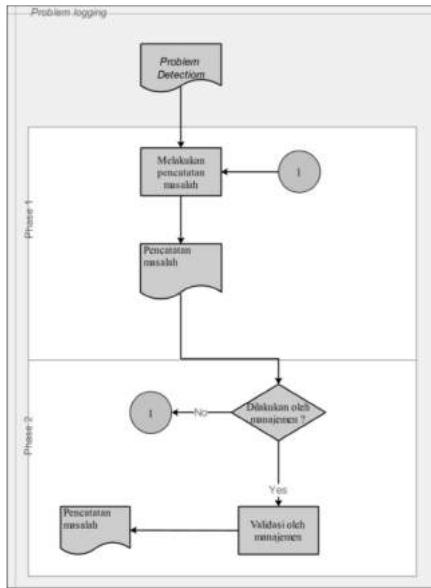 Problem logging
Problem
Detectiom
Melakukan
pencatatan
masalah
1
Phase 1
Pencatatan
masalah
Phase 2
1
No
Dilakukan oleh
manajemen ?
Yes
Pencatatan
masalah
Validasi oleh
manajemen